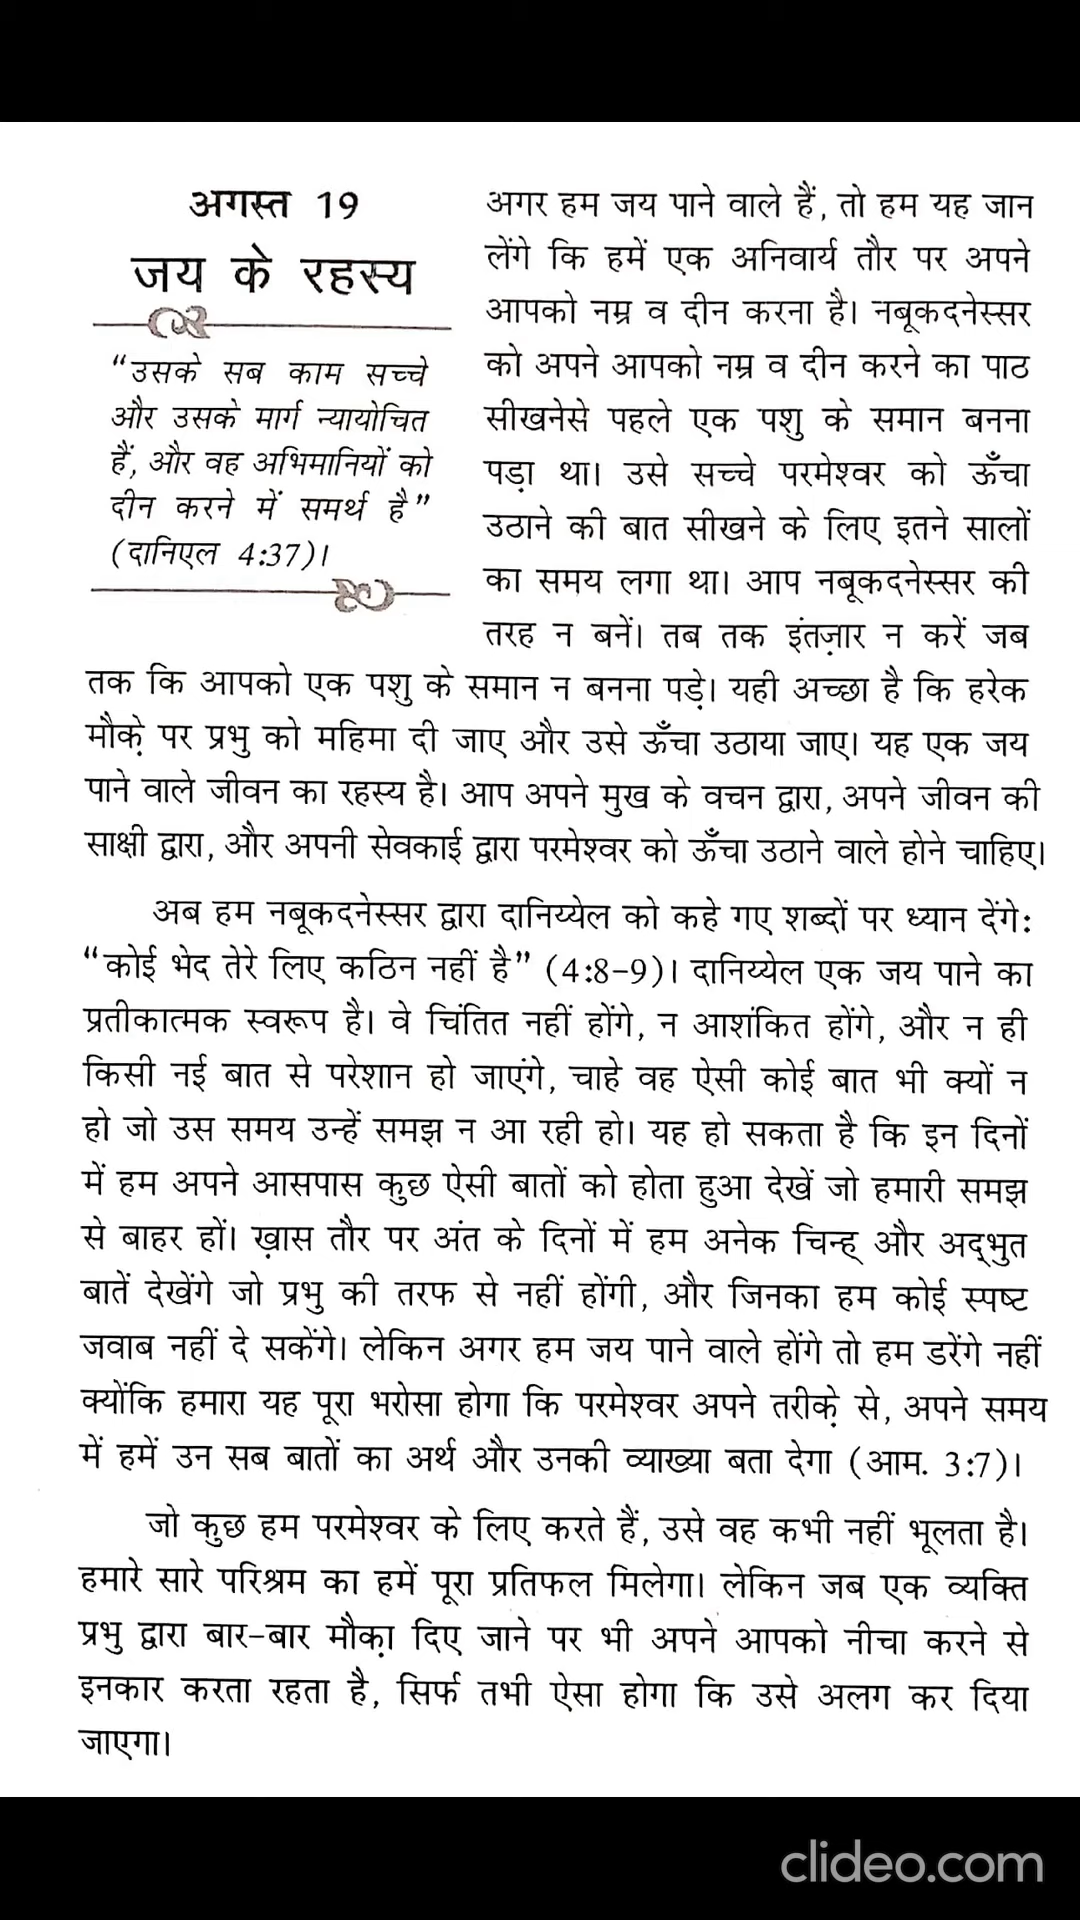 अगस्त 19
जय के रहस्य
“उसके सब काम सच्चे
और उसके मार्ग न्यायोचित
हैं, और वह अभिमानियों को
दीन करने में समर्थ है”
(दानिएल 4:37)।
अगर हम जय पाने वाले हैं, तो हम यह जान
लेंगे कि हमें एक अनिवार्य तौर पर अपने
आपको नम्र व दीन करना है। नबूकदनेस्सर
को अपने आपको नम्र व दीन करने का पाठ
सीखनेसे पहले एक पशु के समान बनना
पड़ा था। उसे सच्चे परमेश्वर को ऊँचा
उठाने की बात सीखने के लिए इतने सालों
का समय लगा था। आप नबूकदनेस्सर की
तरह न बनें। तब तक इंतज़ार न करें जब
तक कि आपको एक पशु के समान न बनना पड़े। यही अच्छा है कि हरेक
मौक़े पर प्रभु को महिमा दी जाए और उसे ऊँचा उठाया जाए। यह एक जय
पाने वाले जीवन का रहस्य है। आप अपने मुख के वचन द्वारा, अपने जीवन की
साक्षी द्वारा, और अपनी सेवकाई द्वारा परमेश्वर को ऊँचा उठाने वाले होने चाहिए।
अब हम नबूकदनेस्सर द्वारा दानिय्येल को कहे गए शब्दों पर ध्यान देंगे:
“कोई भेद तेरे लिए कठिन नहीं है” (4:8-9)। दानिय्येल एक जय पाने का
प्रतीकात्मक स्वरूप है। वे चिंतित नहीं होंगे, न आशंकित होंगे, और न ही
किसी नई बात से परेशान हो जाएंगे, चाहे वह ऐसी कोई बात भी क्यों न
हो जो उस समय उन्हें समझ न आ रही हो। यह हो सकता है कि इन दिनों
में हम अपने आसपास कुछ ऐसी बातों को होता हुआ देखें जो हमारी समझ
से बाहर हों। ख़ास तौर पर अंत के दिनों में हम अनेक चिन्ह् और अद्‌भुत
बातें देखेंगे जो प्रभु की तरफ से नहीं होंगी, और जिनका हम कोई स्पष्ट
जवाब नहीं दे सकेंगे। लेकिन अगर हम जय पाने वाले होंगे तो हम डरेंगे नहीं
क्योंकि हमारा यह पूरा भरोसा होगा कि परमेश्वर अपने तरीक़े से, अपने समय
में हमें उन सब बातों का अर्थ और उनकी व्याख्या बता देगा (आम. 3:7)।
जो कुछ हम परमेश्वर के लिए करते हैं, उसे वह कभी नहीं भूलता है।
हमारे सारे परिश्रम का हमें पूरा प्रतिफल मिलेगा। लेकिन जब एक व्यक्ति
प्रभु द्वारा बार-बार मौक़ा दिए जाने पर भी अपने आपको नीचा करने से
इनकार करता रहता है, सिर्फ तभी ऐसा होगा कि उसे अलग कर दिया
जाएगा।
clideo.com